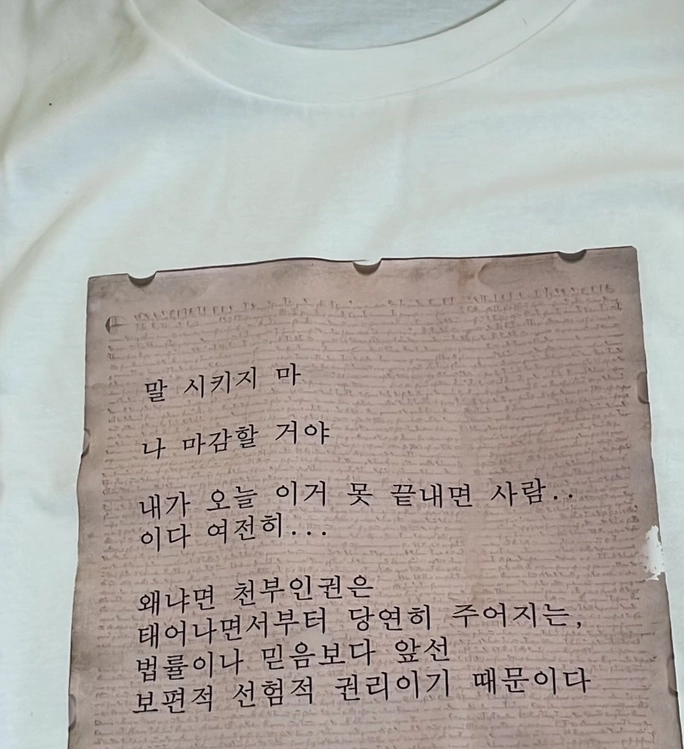 말 시키지 마
나 마감할 거야
내가 오늘 이거 못 끝내면 사람..
이다 여전히...
왜냐면 천부인권은
태어나면서부터 당연히 주어지는,
법률이나 믿음보다 앞선
보편적 선험적 권리이기 때문이다